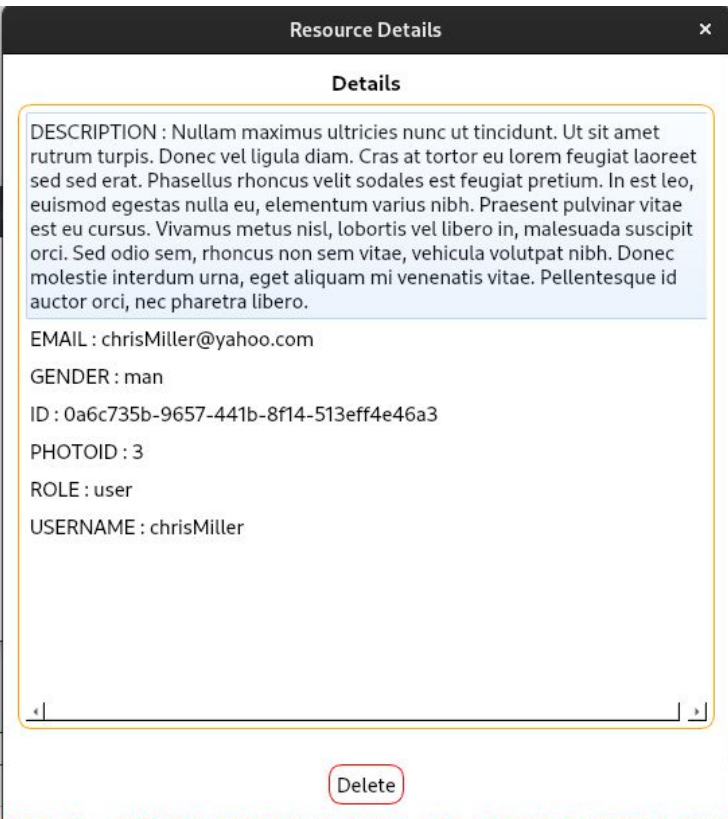 Resource Details
Details
DESCRIPTION : Nullam maximus ultricies nunc ut tincidunt. Ut sit amet
rutrum turpis. Donec vel ligula diam. Cras at tortor eu lorem feugiat laoreet
sed sed erat. Phasellus rhoncus velit sodales est feugiat pretium. In est leo,
euismod egestas nulla eu, elementum varius nibh. Praesent pulvinar vitae
est eu cursus. Vivamus metus nisl, lobortis vel libero in, malesuada suscipit
orci. Sed odio sem, rhoncus non sem vitae, vehicula volutpat nibh. Donec
molestie interdum urna, eget aliquam mi venenatis vitae. Pellentesque id
auctor orci, nec pharetra libero.
EMAIL : chrisMiller@yahoo.com
GENDER : man
ID : 0a6c735b-9657-441b-8f14-513eff4e46a3
PHOTOID : 3
ROLE : user
USERNAME : chrisMiller
Delete